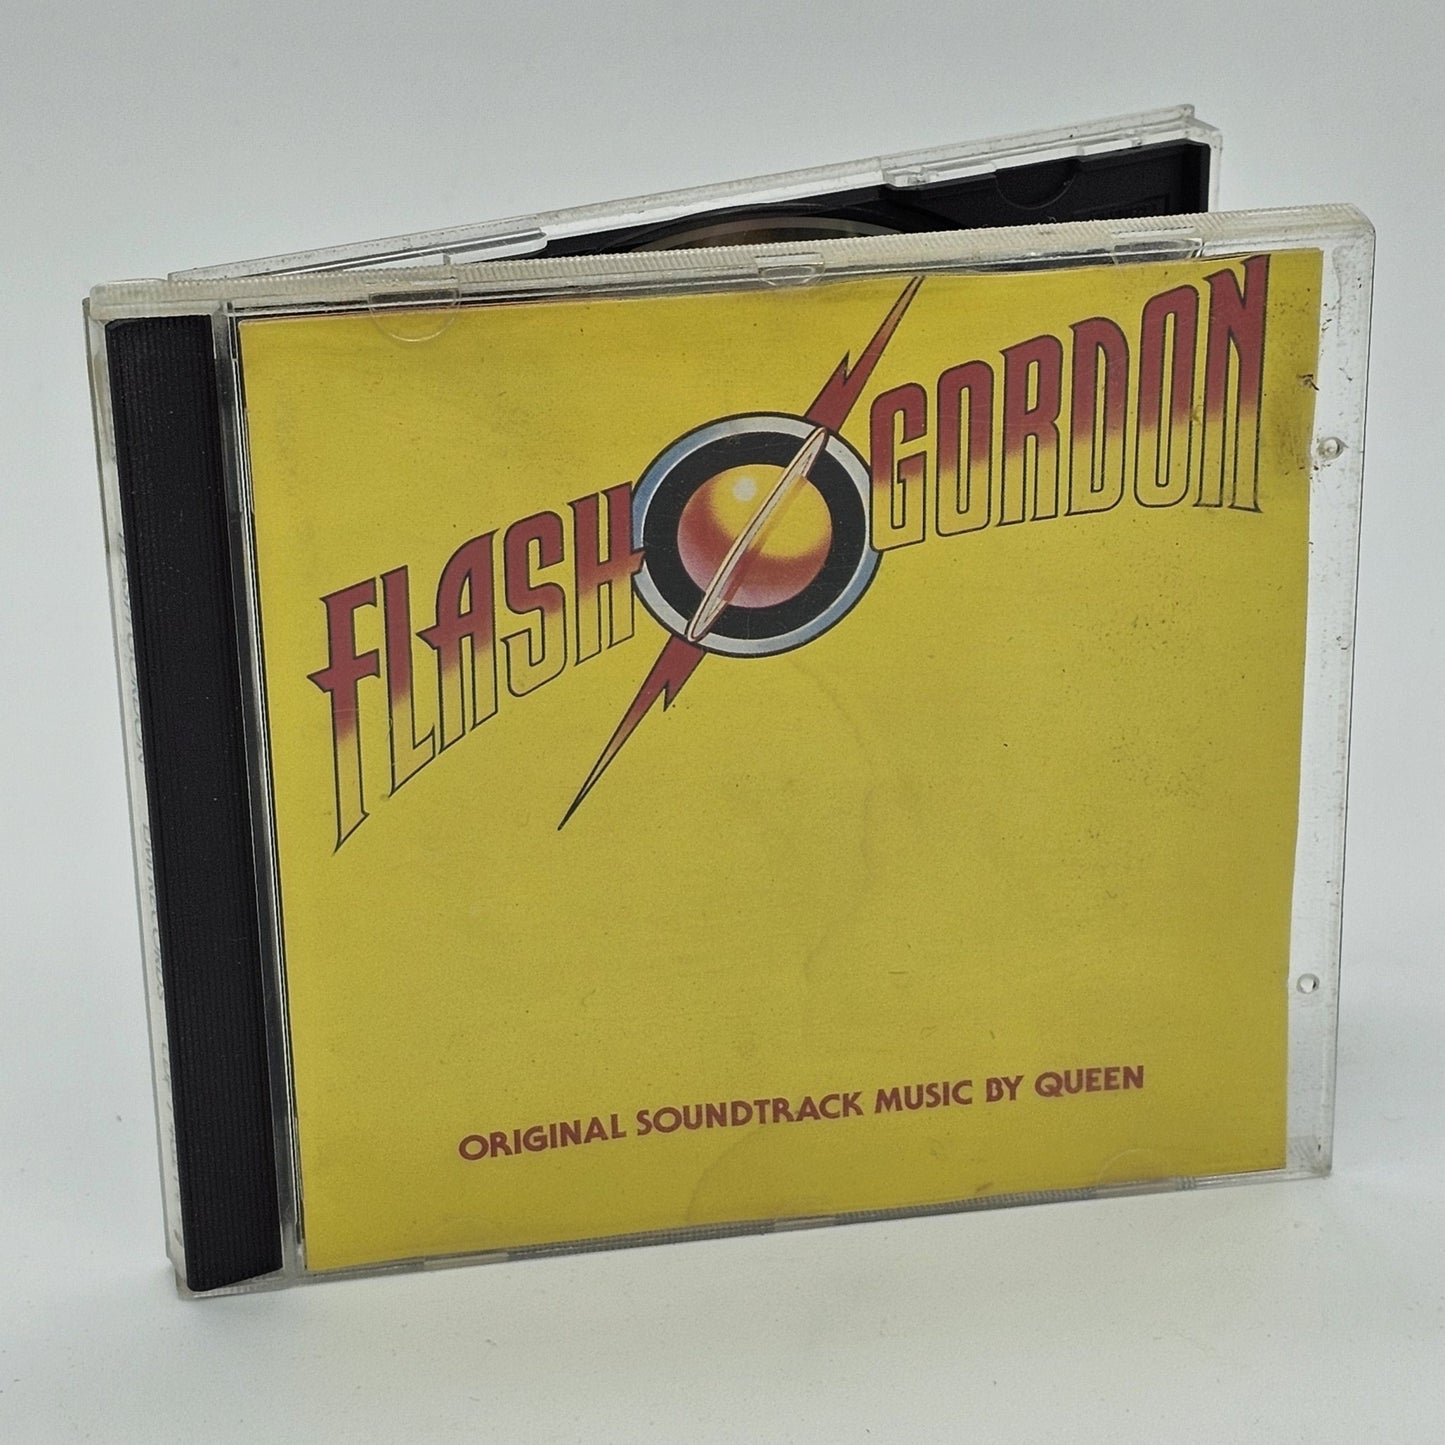 FLASH GORDON
ORIGINAL SOUNDTRACK MUSIC BY QUEEN